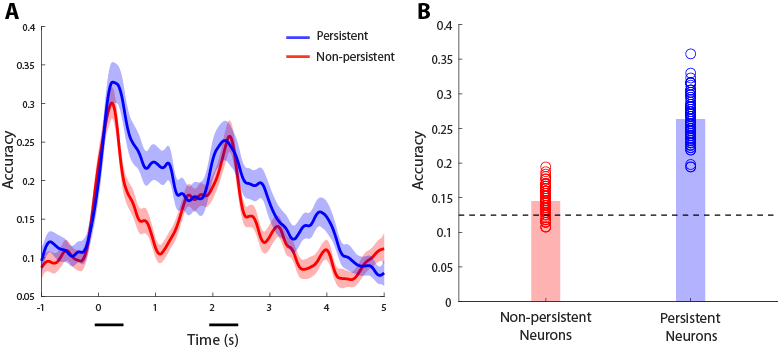 A
B
0.4
0.35
0.3
0.25
0.2
0.15
0.1
0.05
Accuracy
Persistent
Non-persistent
-1 0 1 2 3 4 5
Time (s)
0.4
0.35
0.3
0.25
0.2
0.15
0.1
0.05
0
Accuracy
Non-persistent
Neurons
Persistent
Neurons